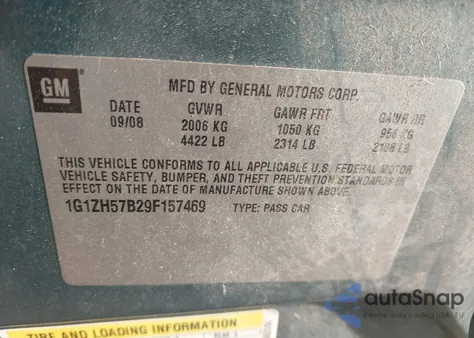 GM
MFD BY GENERAL MOTORS CORP.
DATE GVWR GAWR FRT GAWR RR
09/08 2006 KG 1050 KG 956 KG
4422 LB 2314 LB 2108 LB
THIS VEHICLE CONFORMS TO ALL APPLICABLE U.S. FEDERAL MOTOR
VEHICLE SAFETY, BUMPER, AND THEFT PREVENTION STANDARDS IN
EFFECT ON THE DATE OF MANUFACTURE SHOWN ABOVE.
1G1ZH57B29F157469 TYPE: PASS CAR
autoSnap
TIRE AND LOADING INFORMATION